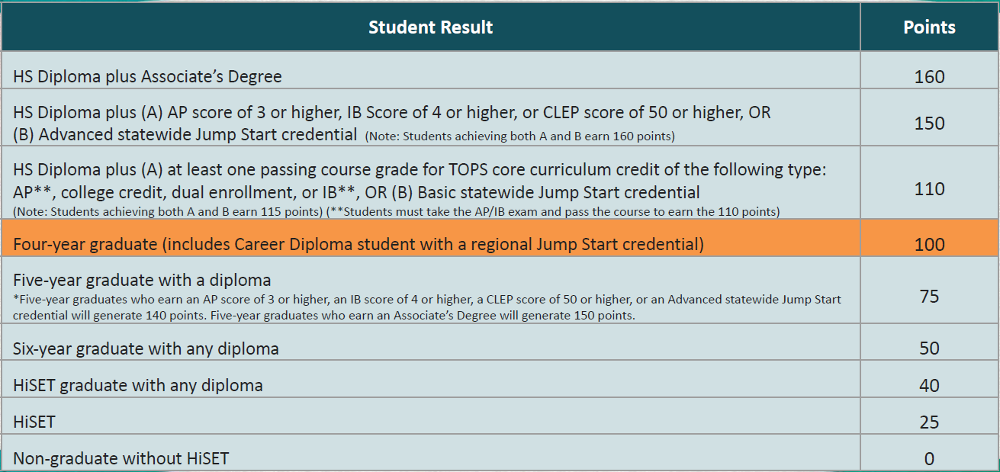 Student Result Points
HS Diploma plus Associate’s Degree 160
HS Diploma plus (A) AP score of 3 or higher, IB Score of 4 or higher, or CLEP score of 50 or higher, OR
(B) Advanced statewide Jump Start credential (Note: Students achieving both A and B earn 160 points) 150
HS Diploma plus (A) at least one passing course grade for TOPS core curriculum credit of the following type:
AP**, college credit, dual enrollment, or IB**, OR (B) Basic statewide Jump Start credential 110
(Note: Students achieving both A and B earn 115 points) (**Students must take the AP/IB exam and pass the course to earn the 110 points)
Four-year graduate (includes Career Diploma student with a regional Jump Start credential) 100
Five-year graduate with a diploma
*Five-year graduates who earn an AP score of 3 or higher, an IB score of 4 or higher, a CLEP score of 50 or higher, or an Advanced statewide Jump Start 75
credential will generate 140 points. Five-year graduates who earn an Associate’s Degree will generate 150 points.
Six-year graduate with any diploma 50
HiSET graduate with any diploma 40
HiSET 25
Non-graduate without HiSET 0